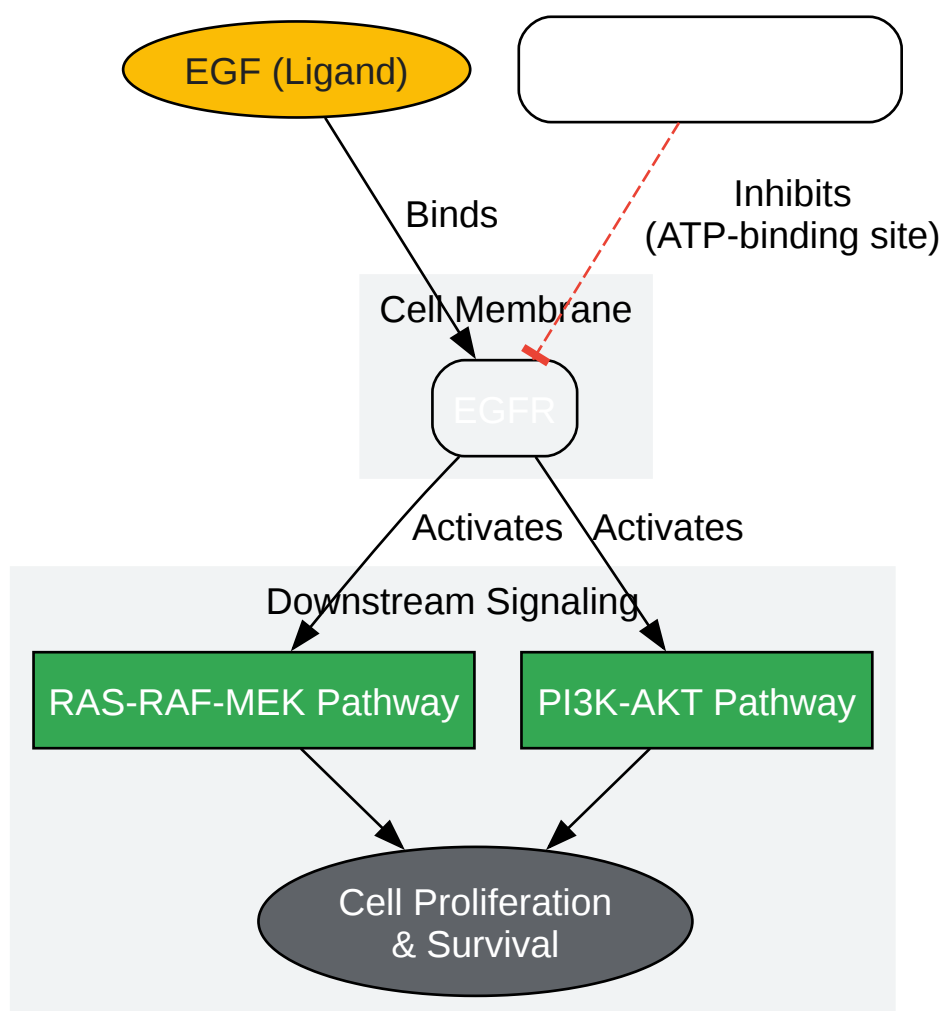 EGF (Ligand)
Binds
Inhibits
(ATP-binding site)
Cell Membrane
EGFR
Activates
Activates
Downstream Signaling
RAS-RAF-MEK Pathway
PI3K-AKT Pathway
Cell Proliferation
& Survival